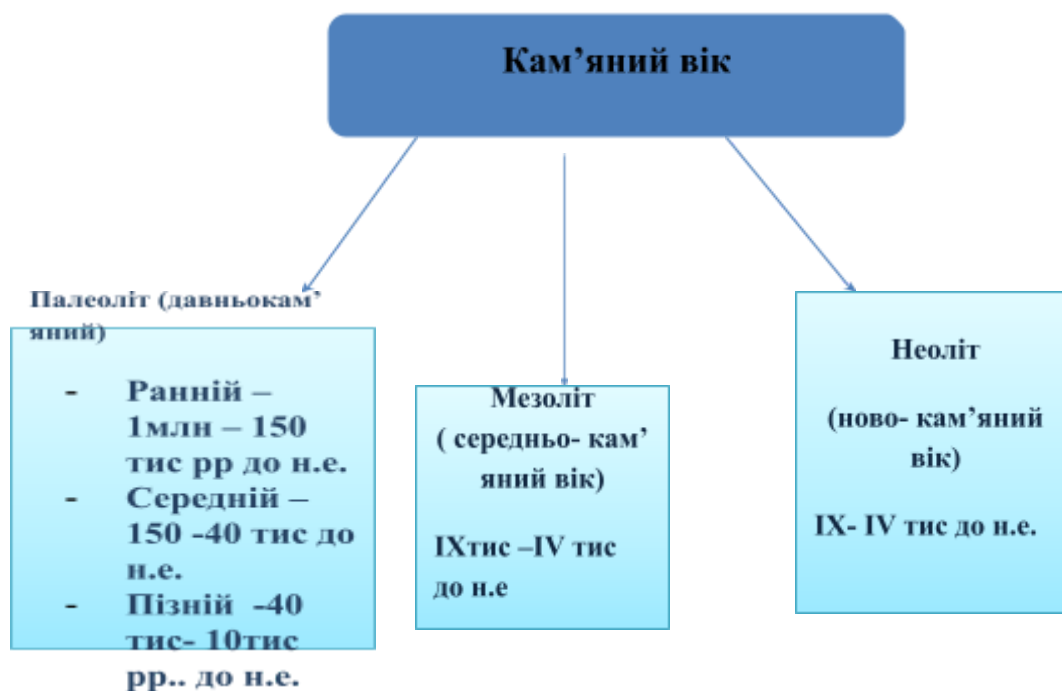 Кам’яний вік
Палеоліт (давньокам’
яний)
- Ранній –
1млн – 150
тис рр до н.е.
- Середній –
150 -40 тис до
н.е.
- Пізній -40
тис- 10тис
рр.. до н.е.
Мезоліт
( середньо- кам’
яний вік)
ІХтис –IV тис
до н.е
Неоліт
(ново- кам’яний
вік)
IX- IV тис до н.е.